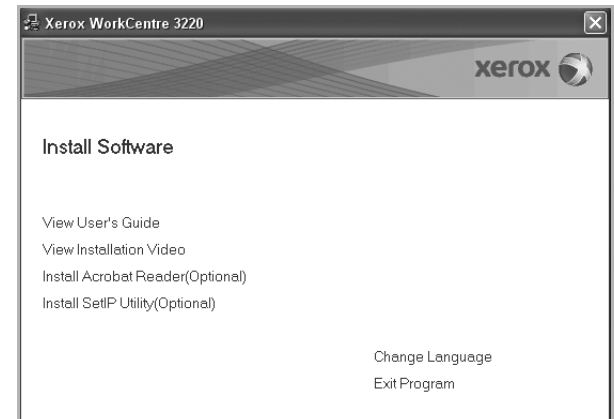 Xerox WorkCentre 3220
xerox
Install Software
View User's Guide
View Installation Video
Install Acrobat Reader(Optional)
Install SetIP Utility(Optional)
Change Language
Exit Program